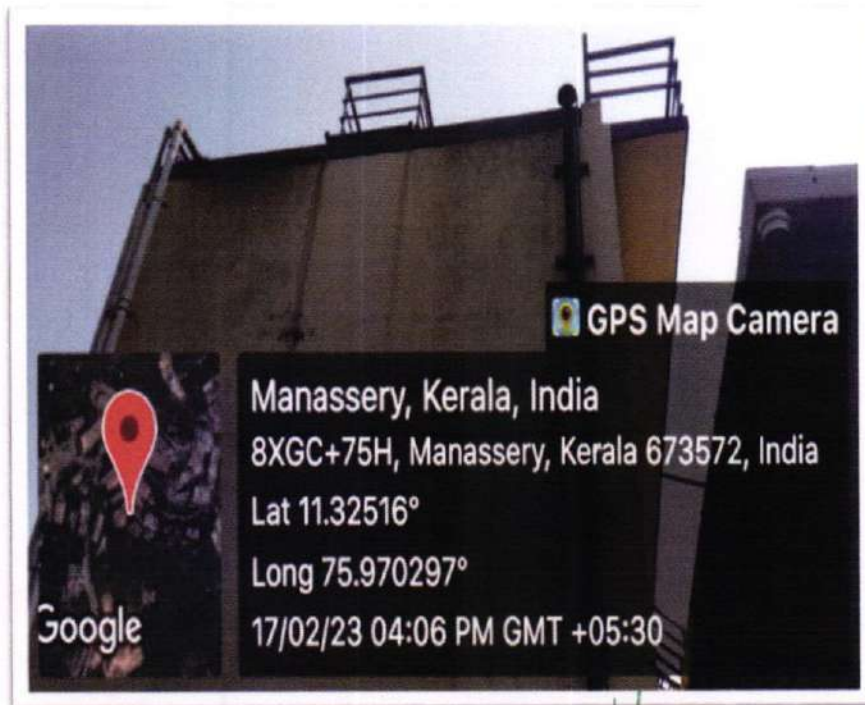 GPS Map Camera
Manassery, Kerala, India
8XGC+75H, Manassery, Kerala 673572, India
Lat 11.32516°
Long 75.970297°
17/02/23 04:06 PM GMT +05:30
Google